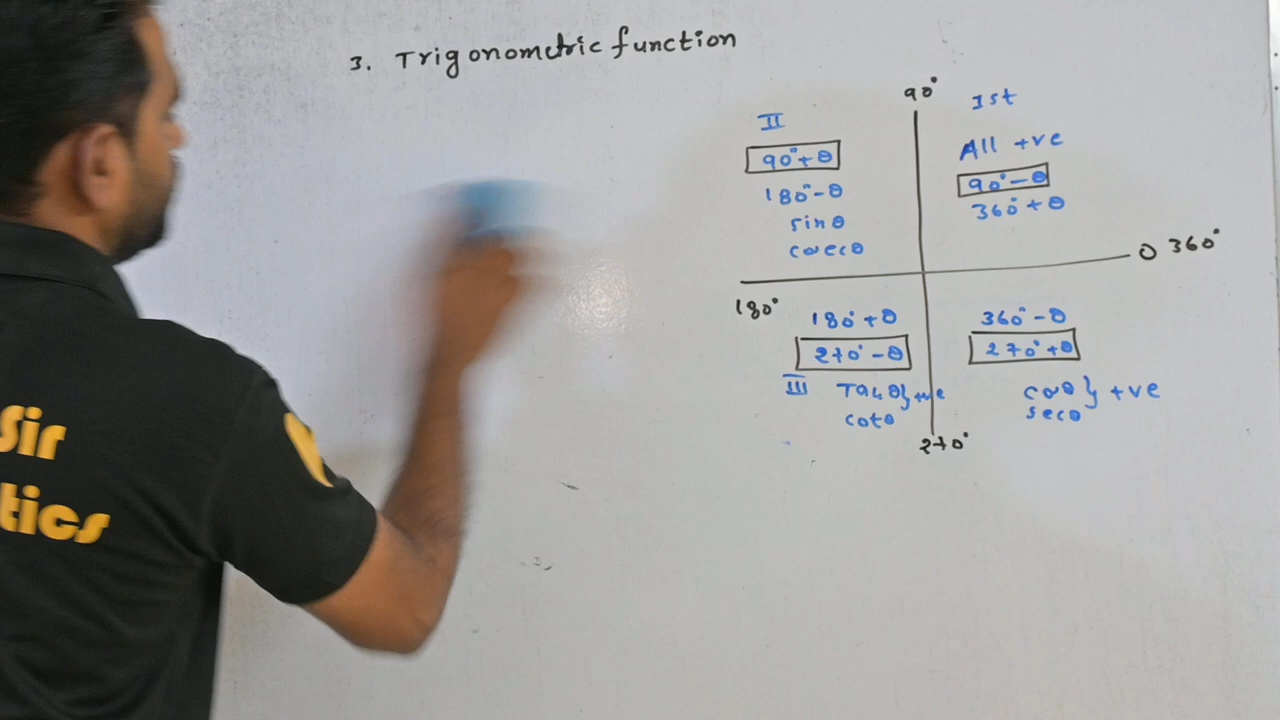 3. Trigonometric function
90°
1st
All +ve
90°-θ
360°+θ
II
90°+θ
180°-θ
sinθ
cosecθ
0 360°
180°
180°+θ
270°-θ
III Tanθ} +ve
cotθ
360°-θ
270°+θ
cosθ} +ve
secθ
270°
Sir
tics